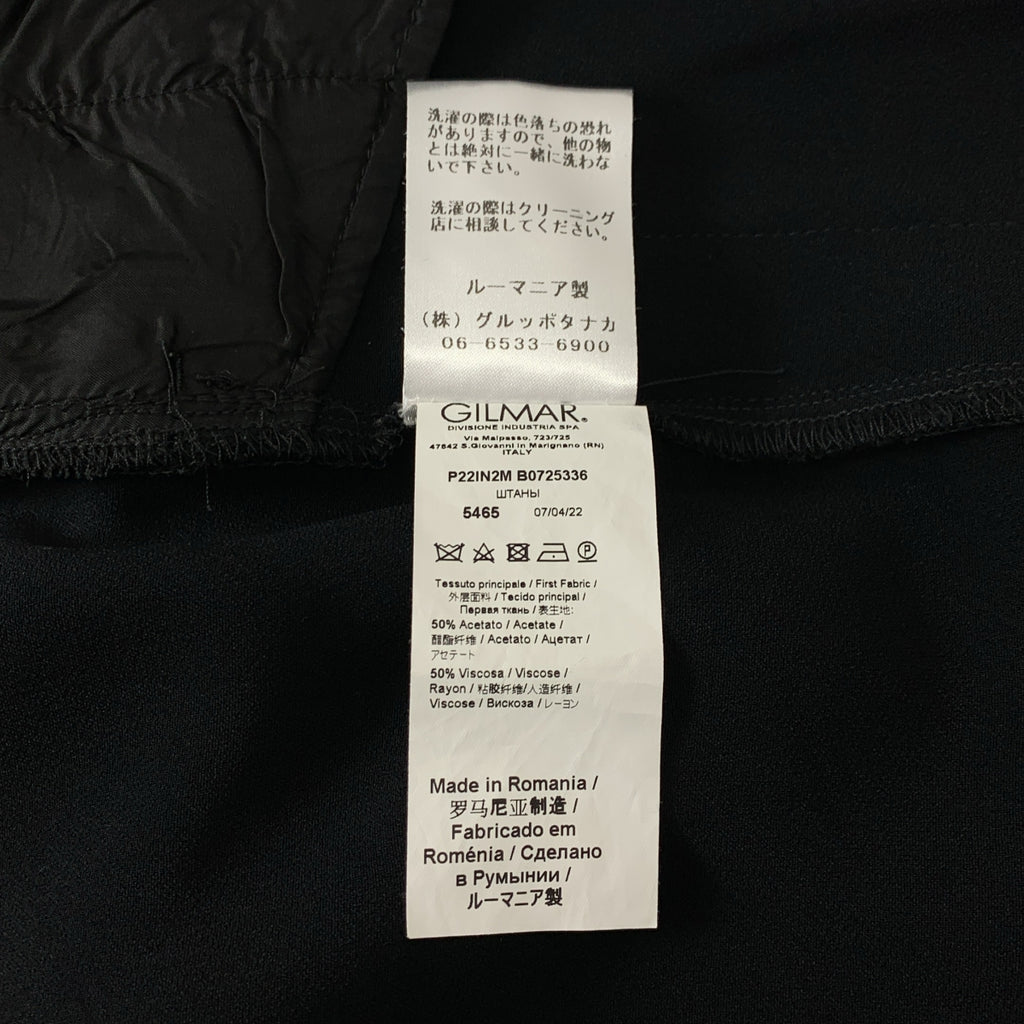 洗濯の際は色落ちの恐れ
がありますので、他の物
とは絶対に一緒に洗わな
いで下さい。
洗濯の際はクリーニング
店に相談してください。
ルーマニア製
(株)グルッポタナカ
06-6533-6900
GILMAR.
DIVISIONE INDUSTRIA SPA
Via Malpasso, 723/725
47842 S.Giovanni in Marignano (RN)
ITALY
P22IN2M B0725336
ШТАНЫ
5465 07/04/22
P
Tessuto principale / First Fabric /
外层面料 / Tecido principal /
Первая ткань / 表生地:
50% Acetato / Acetate /
醋酯纤维 / Acetato / Ацетат /
アセテート
50% Viscosa / Viscose /
Rayon / 粘胶纤维/人造纤维 /
Viscose / Вискоза / レーヨン
Made in Romania /
罗马尼亚制造 /
Fabricado em
Roménia / Сделано
в Румынии /
ルーマニア製